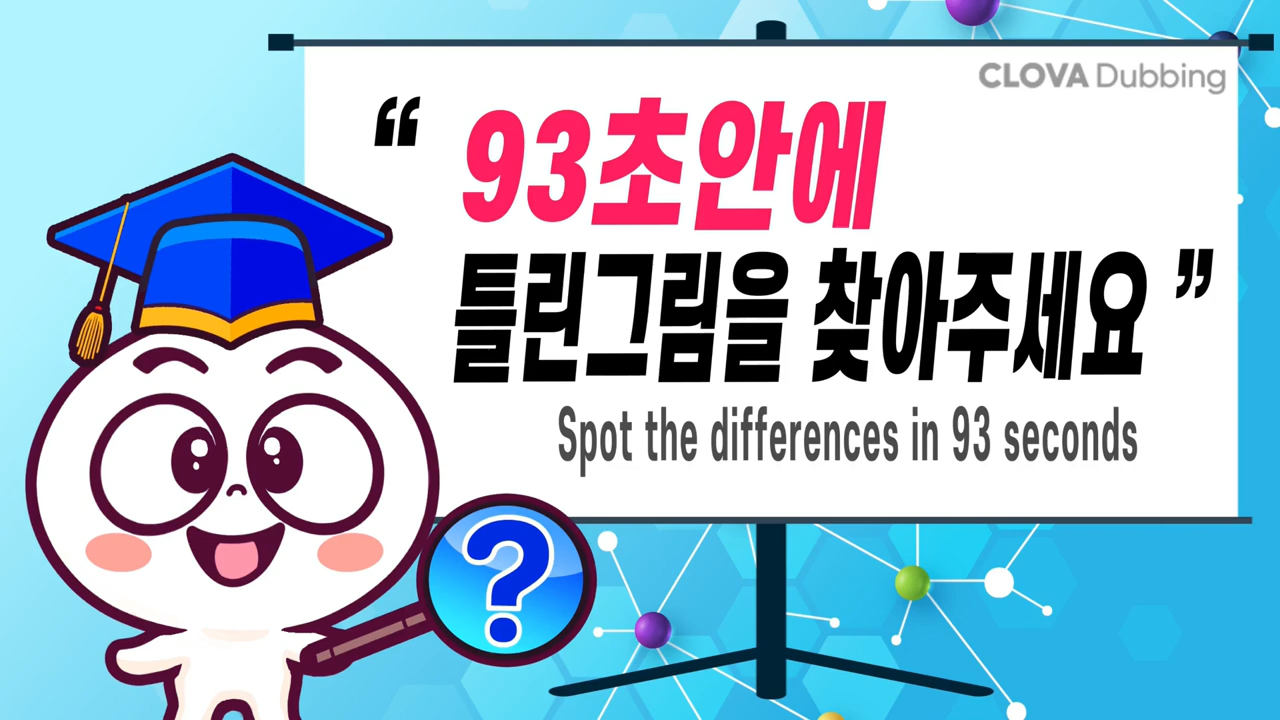 CLOVA Dubbing
“ 93초안에
틀린그림을 찾아주세요 ”
Spot the differences in 93 seconds
?